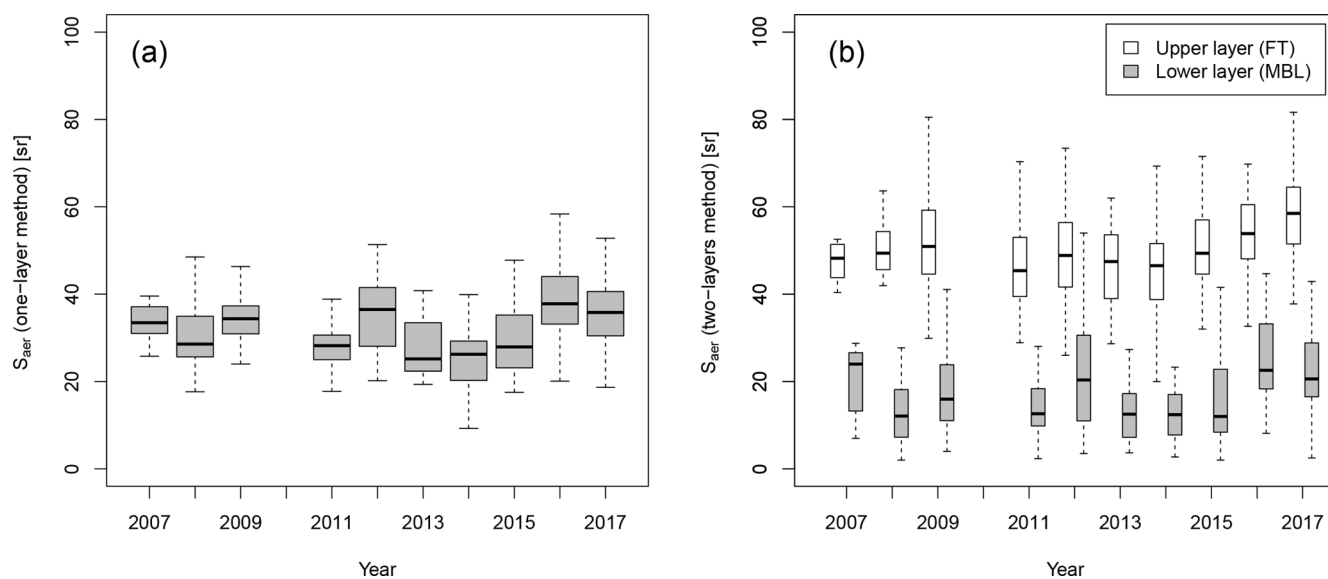 (a)
S_aer (one-layer method) [sr]
100
80
60
40
20
0
2007 2009 2011 2013 2015 2017
Year
(b)
Upper layer (FT)
Lower layer (MBL)
S_aer (two-layers method) [sr]
100
80
60
40
20
0
2007 2009 2011 2013 2015 2017
Year